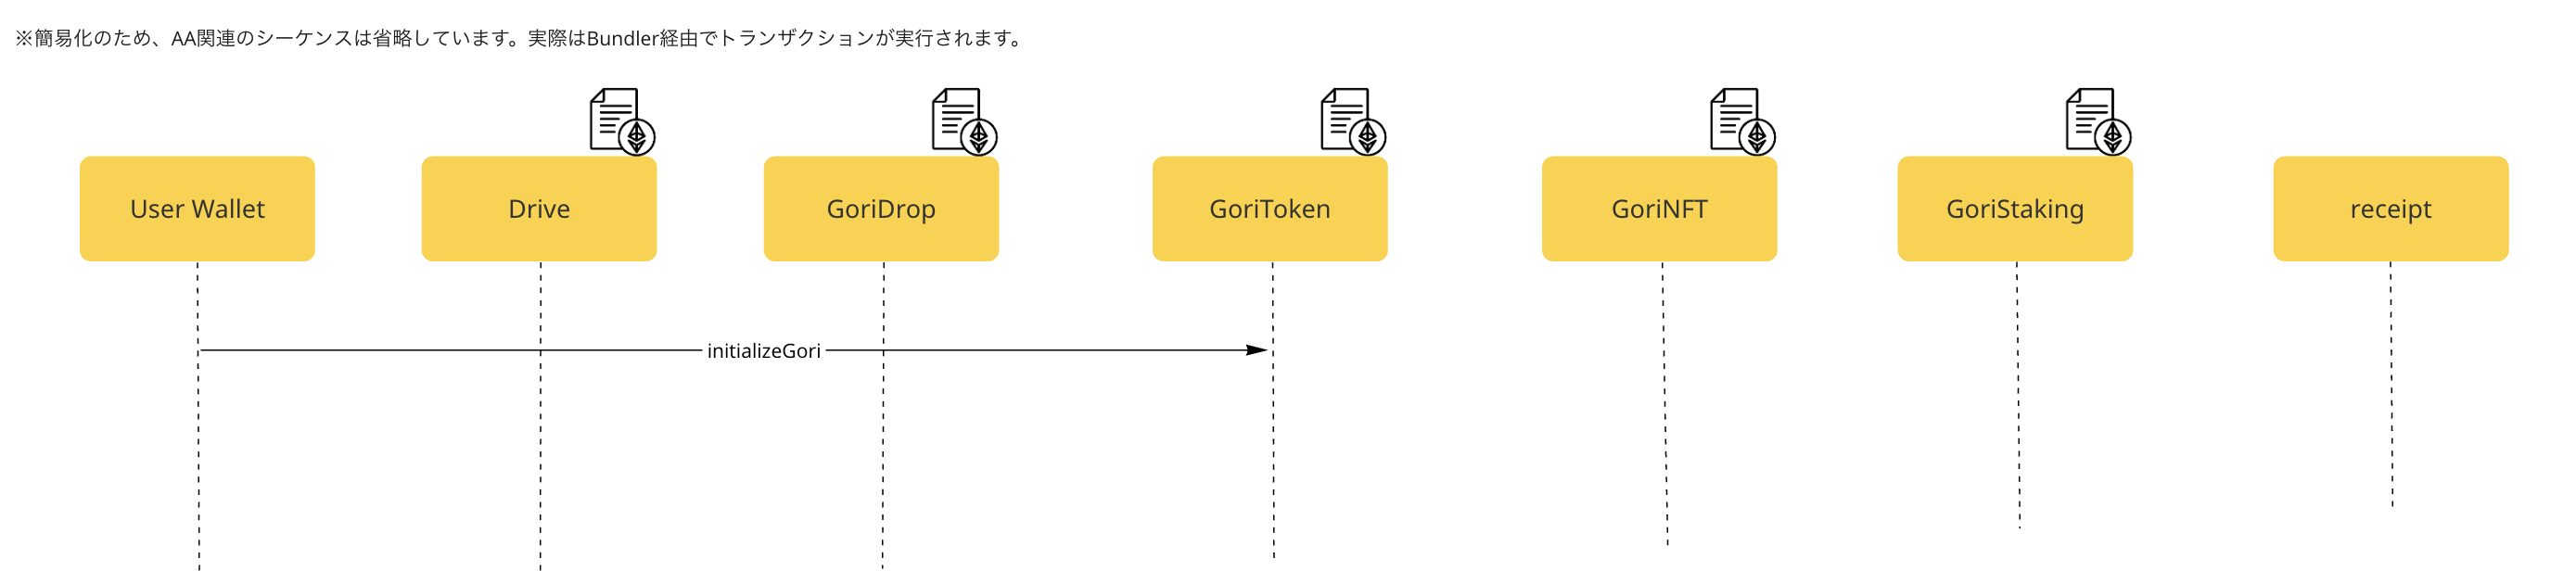 ※簡易化のため、AA関連のシーケンスは省略しています。実際はBundler経由でトランザクションが実行されます。
User Wallet
Drive
GoriDrop
GoriToken
GoriNFT
GoriStaking
receipt
initializeGori